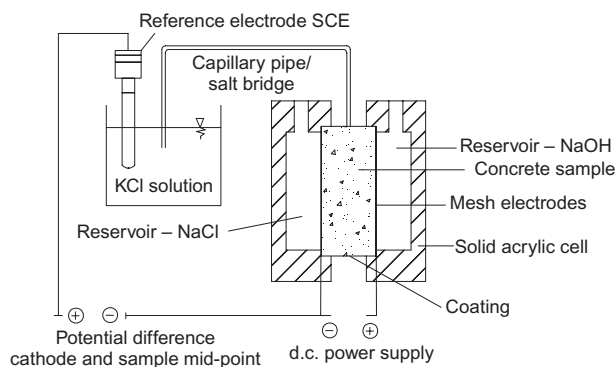 Reference electrode SCE
Capillary pipe/
salt bridge
Reservoir – NaOH
Concrete sample
KCl solution
Mesh electrodes
Reservoir – NaCl
Solid acrylic cell
Coating
⊕ ⊖
⊖ ⊕
Potential difference
cathode and sample mid-point
d.c. power supply